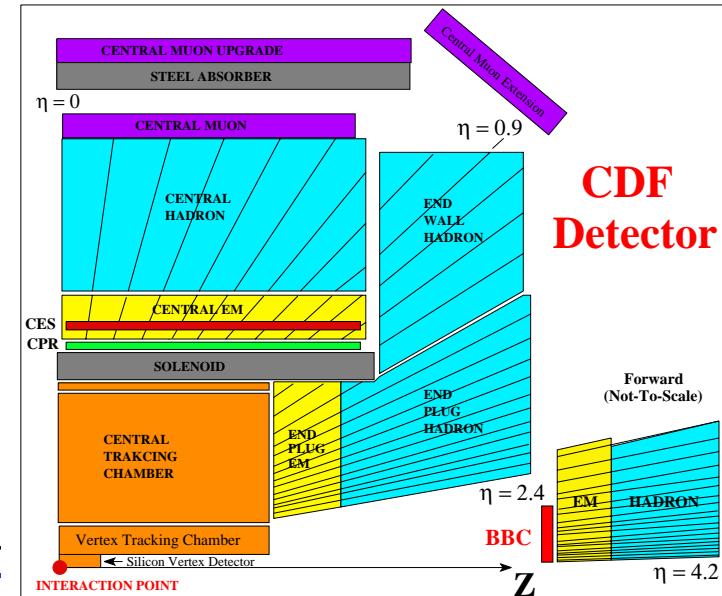 CENTRAL MUON UPGRADE
STEEL ABSORBER
Central Muon Extension
η = 0
CENTRAL MUON
η = 0.9
CENTRAL
HADRON
END
WALL
HADRON
CDF
Detector
CENTRAL EM
CES
CPR
SOLENOID
Forward
(Not-To-Scale)
CENTRAL
TRAKCING
CHAMBER
END
PLUG
EM
END
PLUG
HADRON
η = 2.4
EM
HADRON
BBC
Vertex Tracking Chamber
Silicon Vertex Detector
η = 4.2
INTERACTION POINT
Z